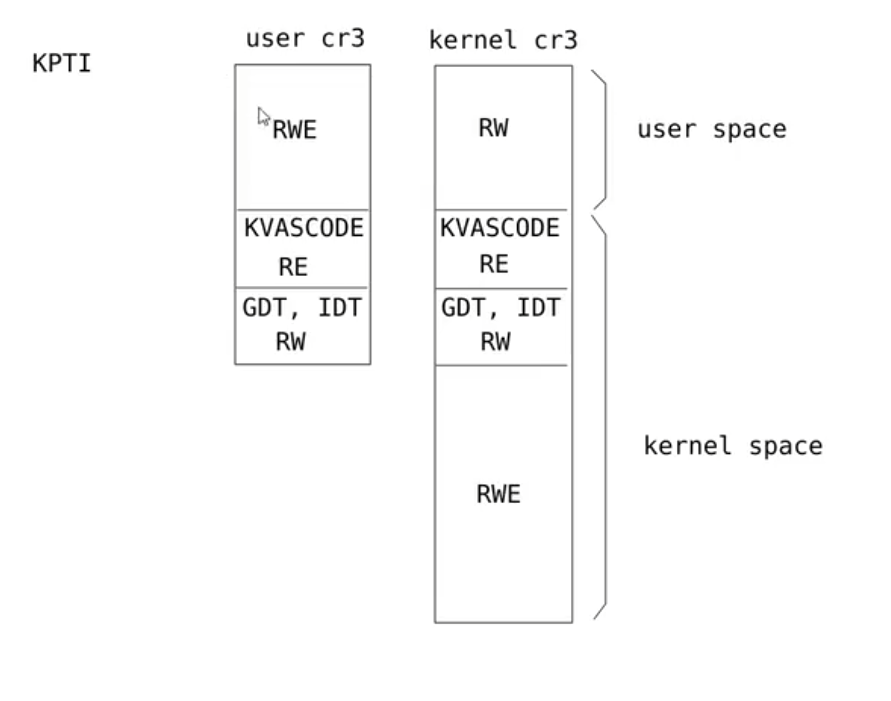 KPTI
user cr3
RWE
KVASCODE
RE
GDT, IDT
RW
kernel cr3
RW
KVASCODE
RE
GDT, IDT
RW
RWE
user space
kernel space